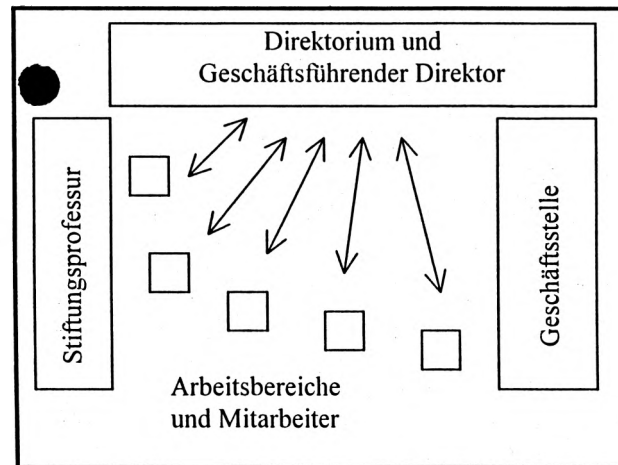 Direktorium und
Geschäftsführender Direktor
Stiftungsprofessur
Geschäftsstelle
Arbeitsbereiche
und Mitarbeiter